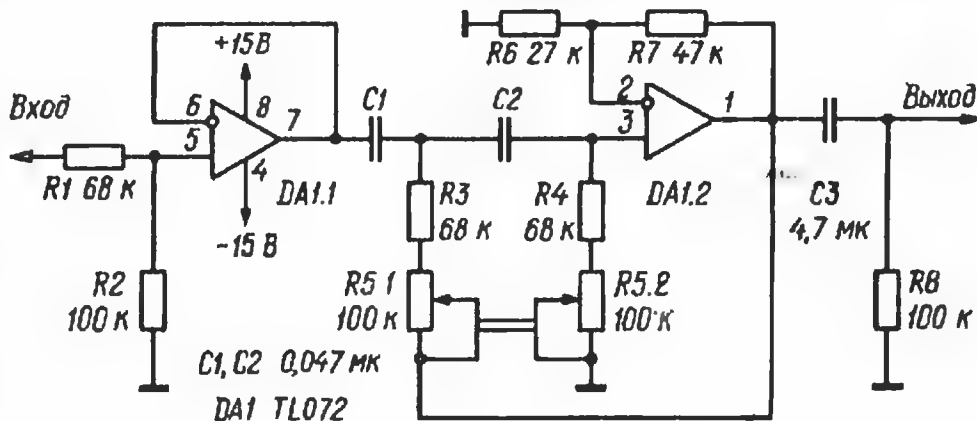 +15В
Вход
6
5
8
7
4
R1 68 к
DA1.1
-15 В
R2
100 к
C1
C2
R3
68 к
R4
68 к
R5.1
100 к
R5.2
100 к
R6 27 к
R7 47 к
2
3
1
DA1.2
C3
4,7 мк
Выход
R8
100 к
C1, C2 0,047 мк
DA1 TL072